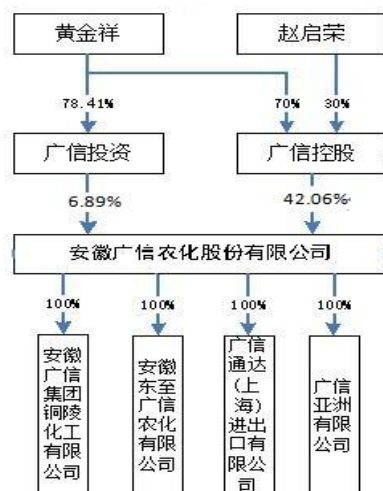 黄金祥
赵启荣
78.41%
70%
30%
广信投资
广信控股
6.89%
42.06%
安徽广信农化股份有限公司
100%
100%
100%
100%
安徽
广信
集团
铜陵
化工
有限
公司
安徽
东至
广信
农化
有限
公司
广信
通达
(上
海)
进出
口有
限公
司
广信
亚洲
有限
公司